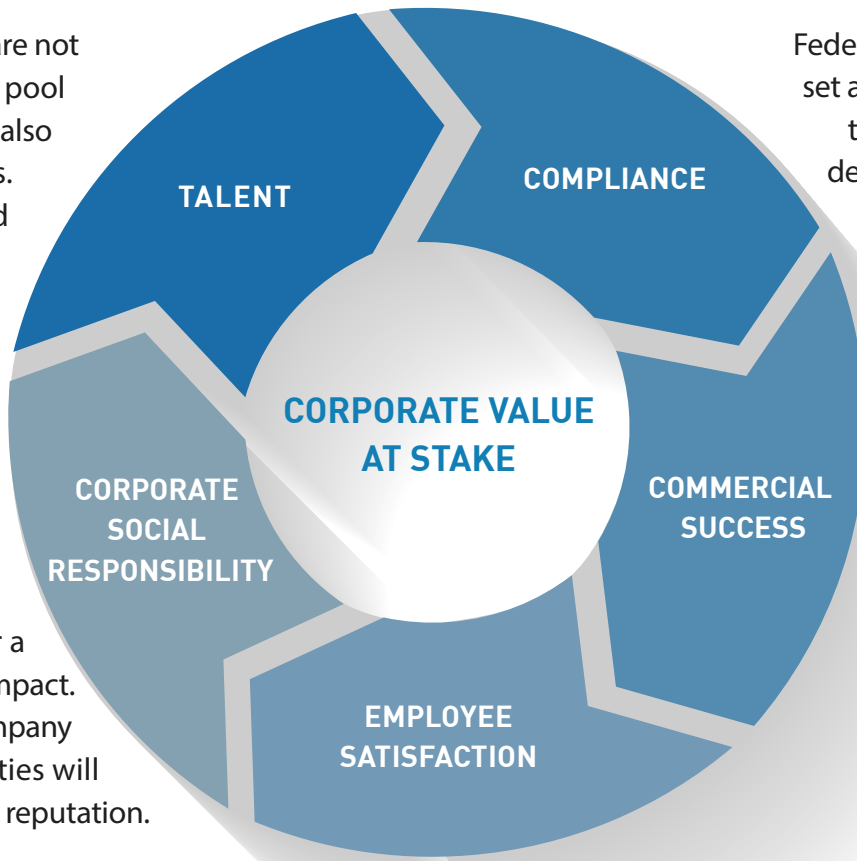 are not
pool
also
s.
d
Fede
set a
t
de
TALENT
COMPLIANCE
CORPORATE VALUE
AT STAKE
COMMERCIAL
SUCCESS
CORPORATE
SOCIAL
RESPONSIBILITY
EMPLOYEE
SATISFACTION
r a
mpact.
mpany
ties will
reputation.